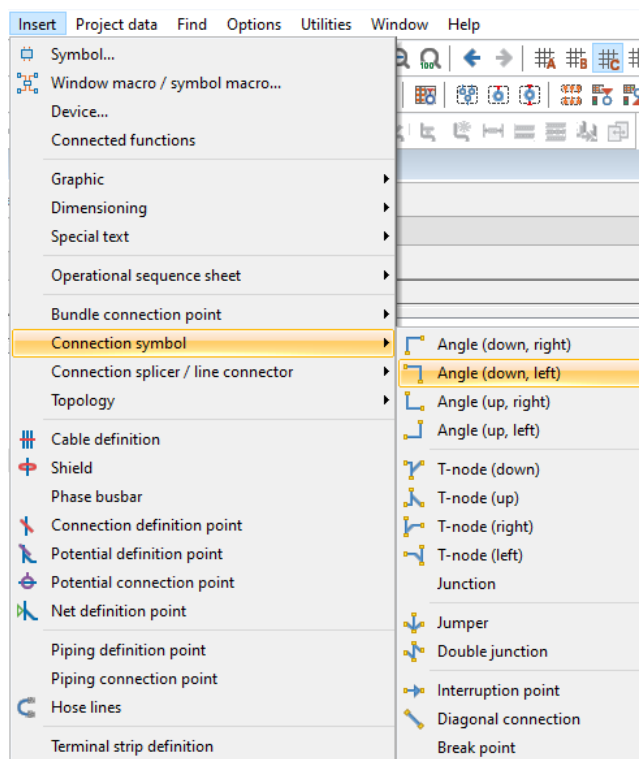 Insert Project data Find Options Utilities Window Help
Symbol...
Window macro / symbol macro...
Device...
Connected functions
Graphic
Dimensioning
Special text
Operational sequence sheet
Bundle connection point
Connection symbol
Connection splicer / line connector
Topology
Cable definition
Shield
Phase busbar
Connection definition point
Potential definition point
Potential connection point
Net definition point
Piping definition point
Piping connection point
Hose lines
Terminal strip definition
100
A
B
C
Angle (down, right)
Angle (down, left)
Angle (up, right)
Angle (up, left)
T-node (down)
T-node (up)
T-node (right)
T-node (left)
Junction
Jumper
Double junction
Interruption point
Diagonal connection
Break point